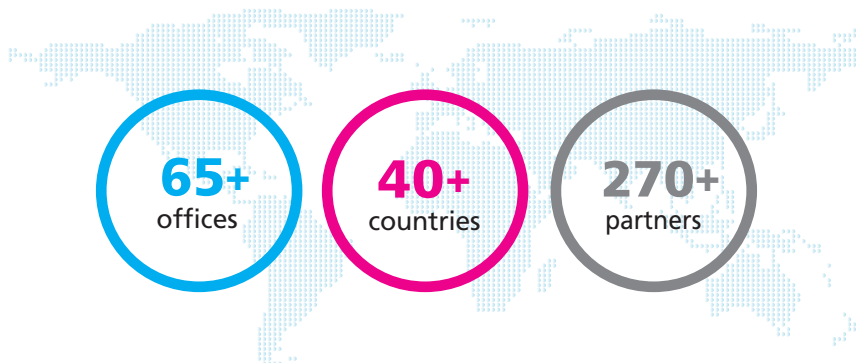 65+
offices
40+
countries
270+
partners